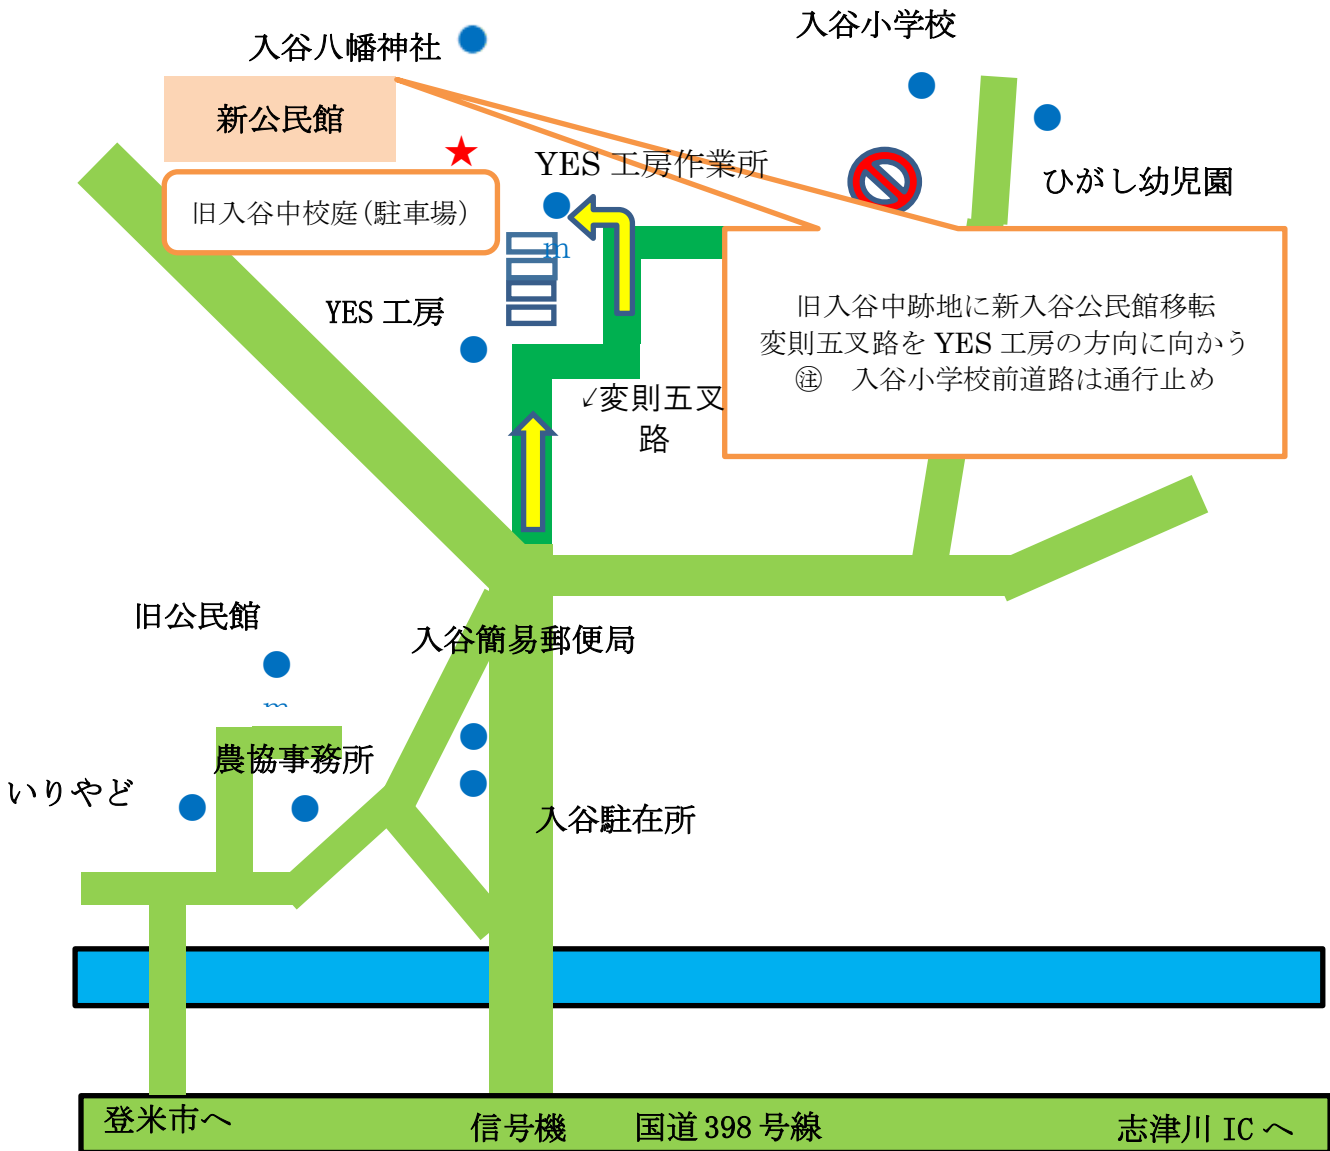 入谷小学校
入谷八幡神社
新公民館
YES 工房作業所
ひがし幼児園
旧入谷中校庭(駐車場)
m
YES 工房
旧入谷中跡地に新入谷公民館移転
変則五叉路を YES 工房の方向に向かう
㊟ 入谷小学校前道路は通行止め
↙変則五叉
路
旧公民館
入谷簡易郵便局
m
農協事務所
いりやど
入谷駐在所
登米市へ
信号機
国道 398 号線
志津川 IC へ